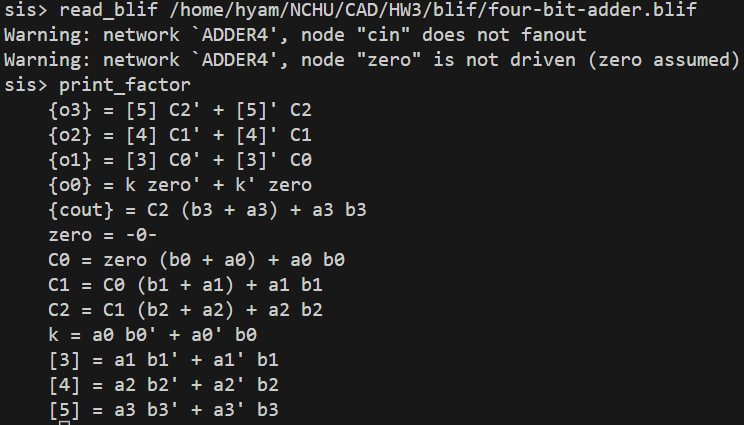 sis> read_blif /home/hyam/NCHU/CAD/HW3/blif/four-bit-adder.blif
Warning: network `ADDER4', node "cin" does not fanout
Warning: network `ADDER4', node "zero" is not driven (zero assumed)
sis> print_factor
    {o3} = [5] C2' + [5]' C2
    {o2} = [4] C1' + [4]' C1
    {o1} = [3] C0' + [3]' C0
    {o0} = k zero' + k' zero
    {cout} = C2 (b3 + a3) + a3 b3
    zero = -0-
    C0 = zero (b0 + a0) + a0 b0
    C1 = C0 (b1 + a1) + a1 b1
    C2 = C1 (b2 + a2) + a2 b2
    k = a0 b0' + a0' b0
    [3] = a1 b1' + a1' b1
    [4] = a2 b2' + a2' b2
    [5] = a3 b3' + a3' b3